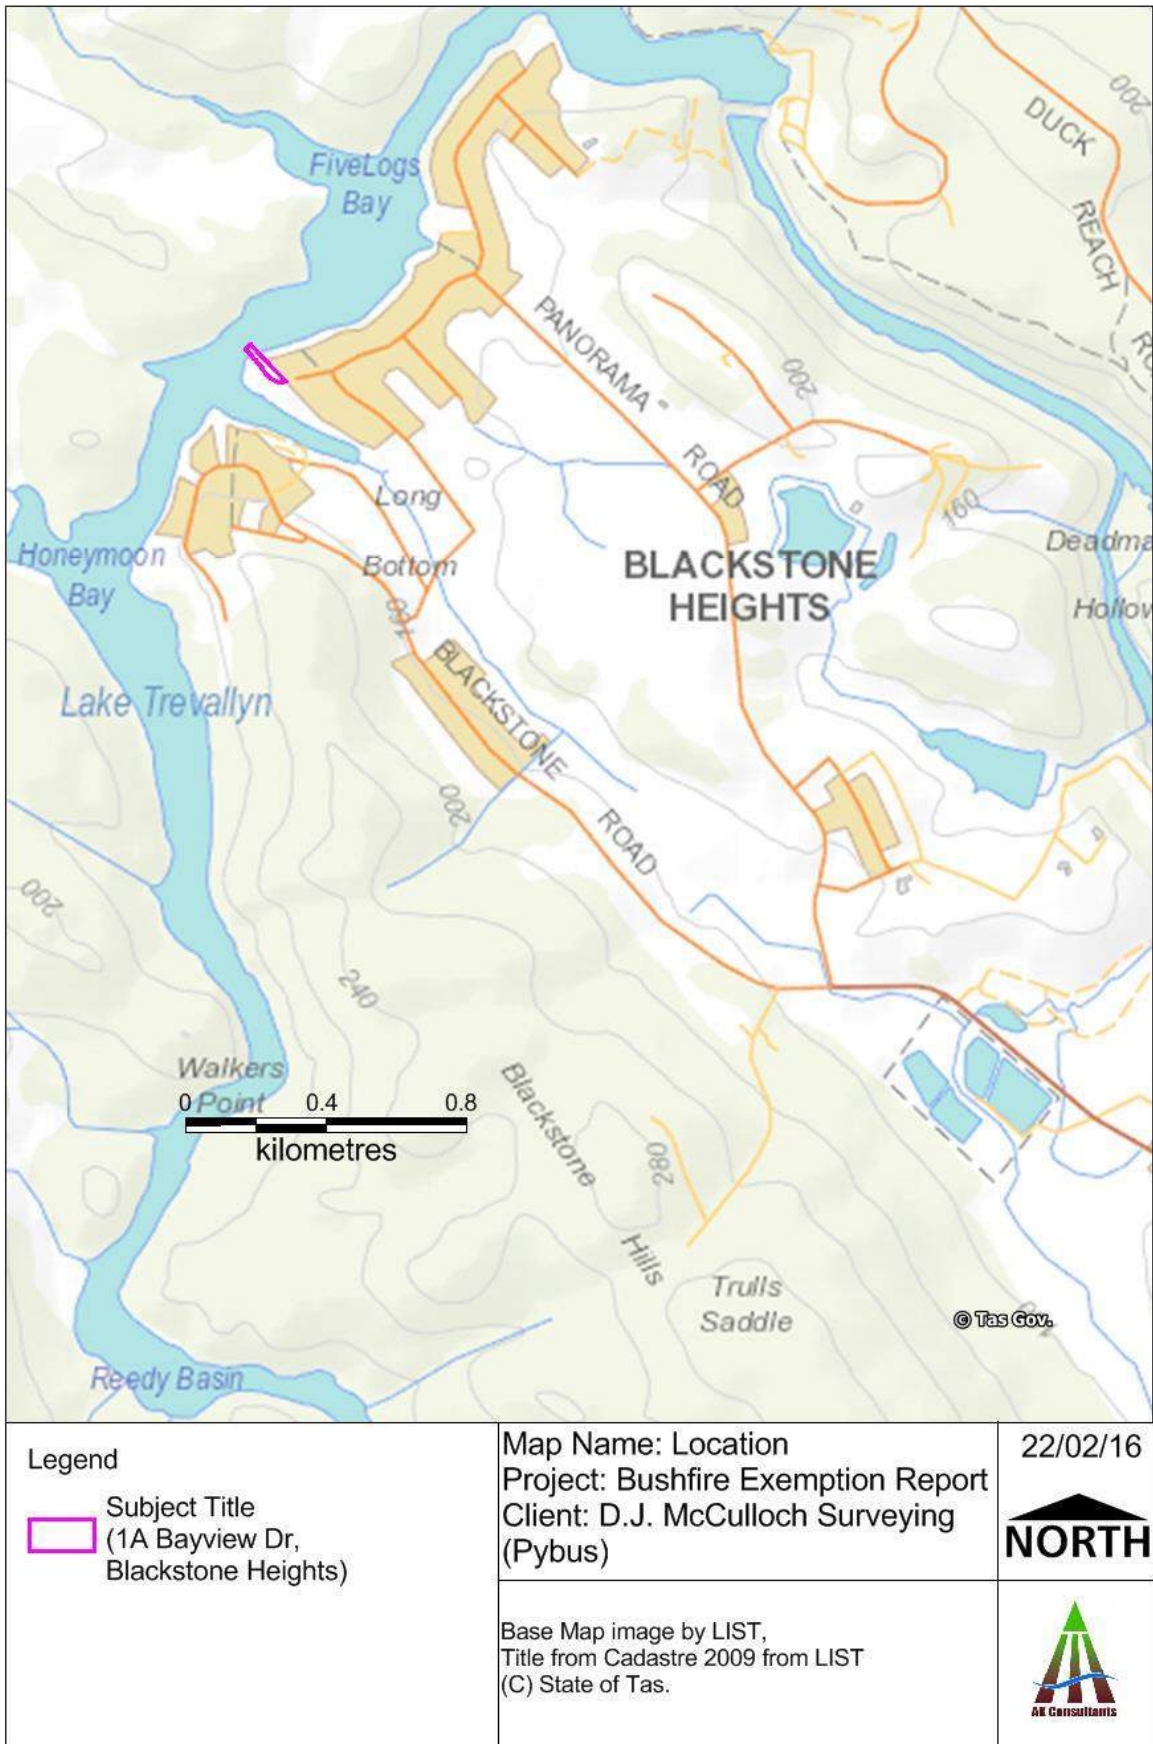 DUCK
200
REACH
FiveLogs
Bay
PANORAMA
200
ROAD
Long
160
Honeymoon
Bay
Bottom
BLACKSTONE
HEIGHTS
Deadma
Hollow
160
BLACKSTONE
Lake Trevallyn
200
ROAD
200
240
Walkers
Point
0 0.4 0.8
kilometres
Blackstone
280
Hills
Trulls
Saddle
© Tas Gov.
Reedy Basin
Legend
Subject Title
(1A Bayview Dr,
Blackstone Heights)
Map Name: Location
Project: Bushfire Exemption Report
Client: D.J. McCulloch Surveying
(Pybus)
22/02/16
NORTH
Base Map image by LIST,
Title from Cadastre 2009 from LIST
(C) State of Tas.
AK Consultants